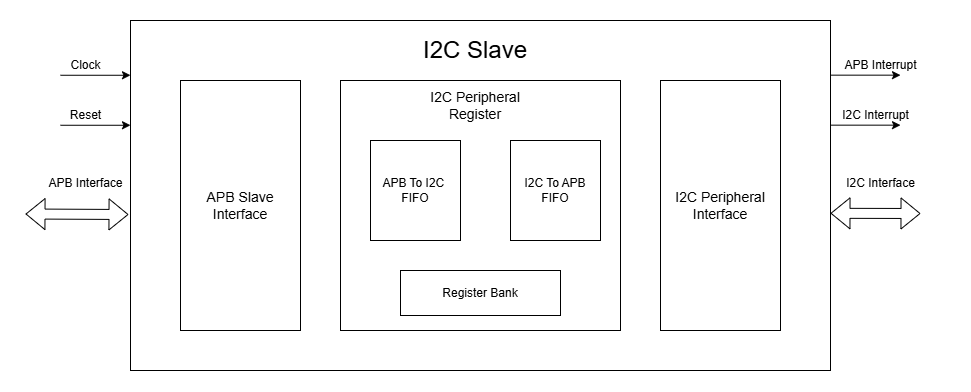 I2C Slave
Clock
Reset
APB Interface
APB Slave
Interface
I2C Peripheral
Register
APB To I2C
FIFO
I2C To APB
FIFO
Register Bank
I2C Peripheral
Interface
APB Interrupt
I2C Interrupt
I2C Interface